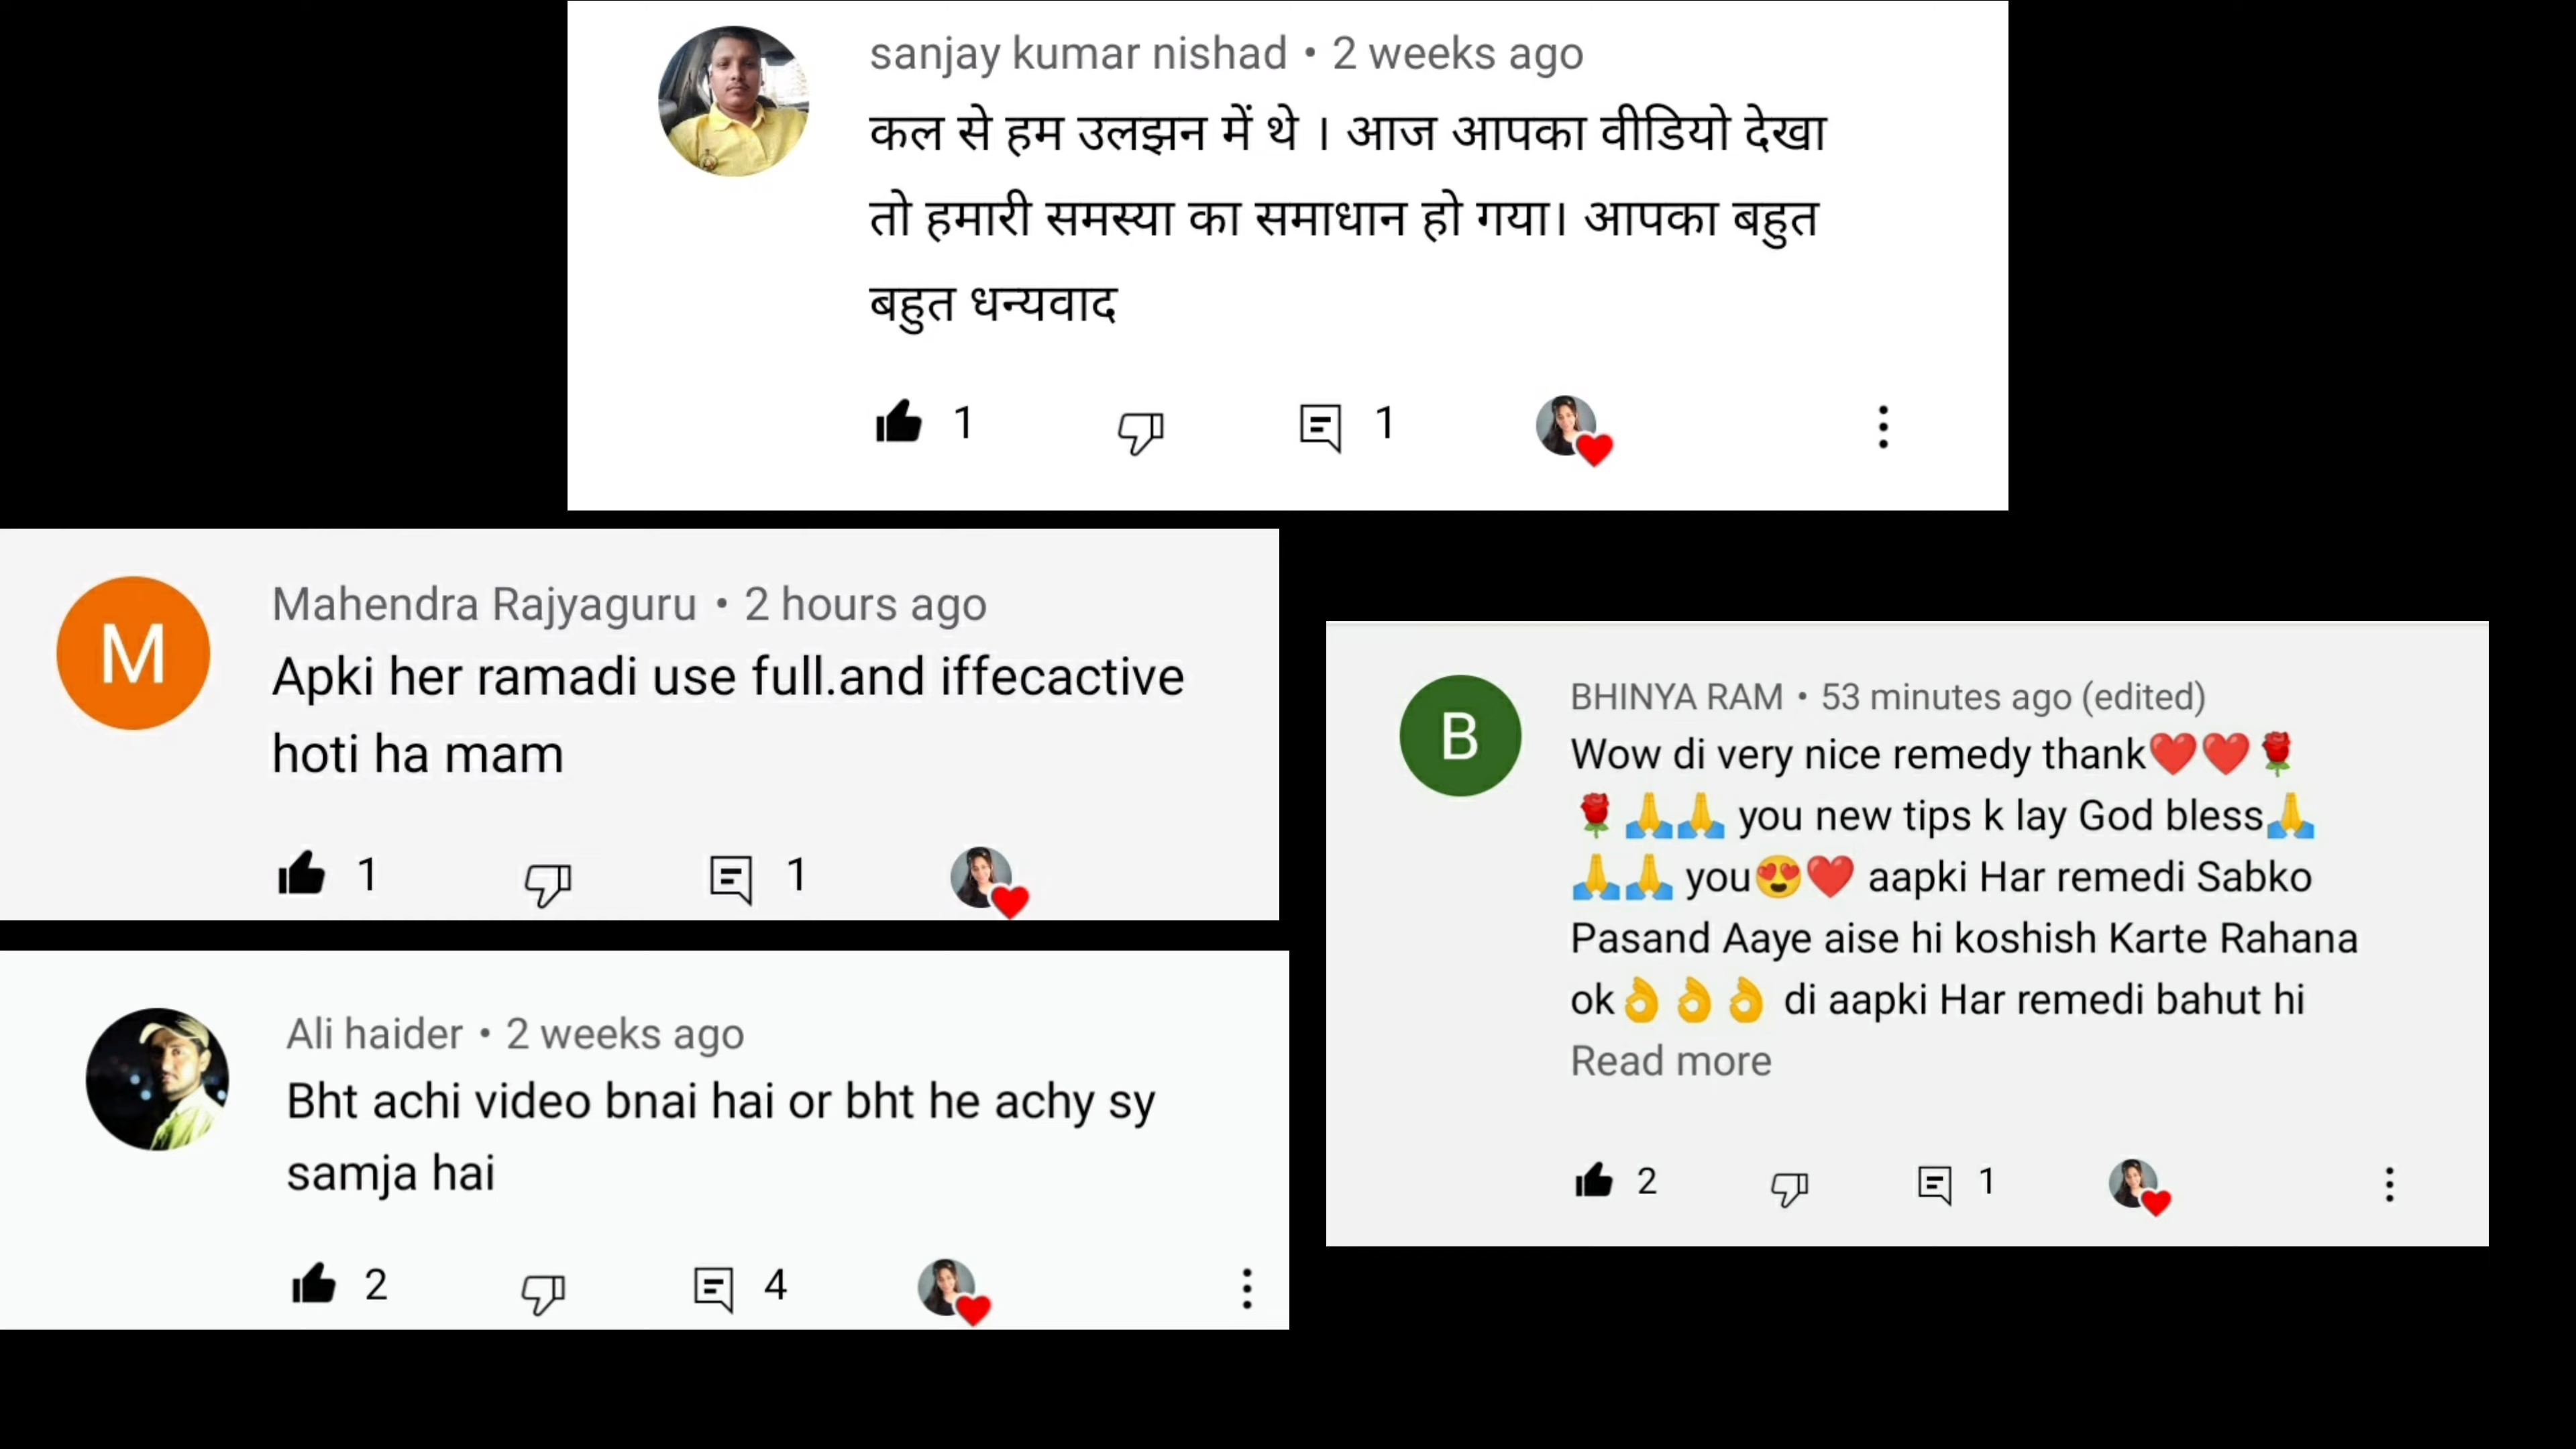 sanjay kumar nishad • 2 weeks ago
कल से हम उलझन में थे । आज आपका वीडियो देखा
तो हमारी समस्या का समाधान हो गया। आपका बहुत
बहुत धन्यवाद
1 1
M
Mahendra Rajyaguru • 2 hours ago
Apki her ramadi use full.and iffecactive
hoti ha mam
1 1
Ali haider • 2 weeks ago
Bht achi video bnai hai or bht he achy sy
samja hai
2 4
B
BHINYA RAM • 53 minutes ago (edited)
Wow di very nice remedy thank❤️❤️🌹
🌹🙏🙏 you new tips k lay God bless🙏
🙏🙏 you😍❤️ aapki Har remedi Sabko
Pasand Aaye aise hi koshish Karte Rahana
ok👌👌👌 di aapki Har remedi bahut hi
Read more
2 1